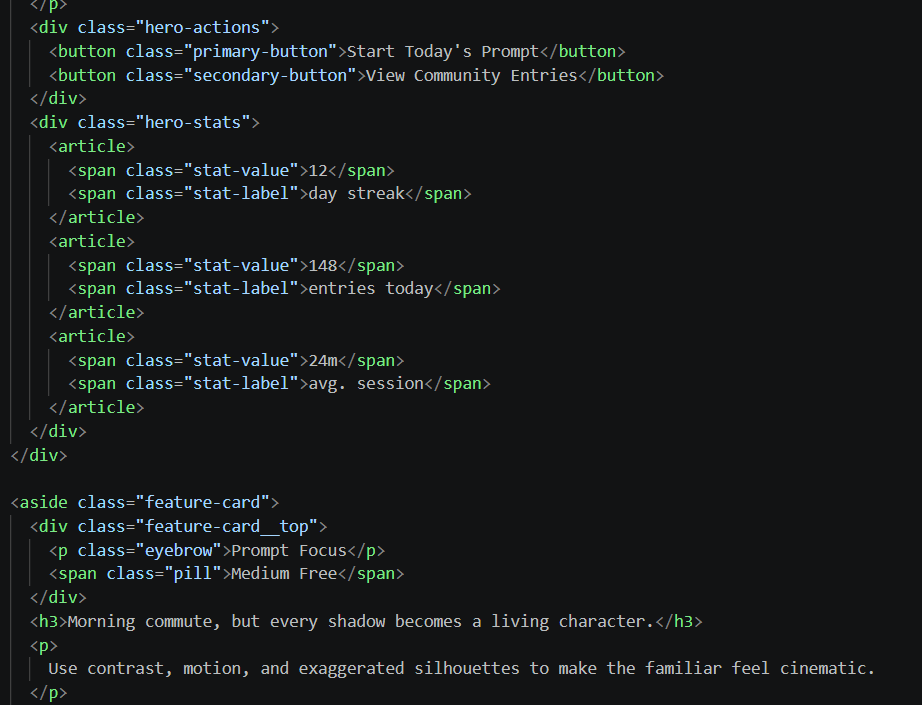 </p>
<div class="hero-actions">
<button class="primary-button">Start Today's Prompt</button>
<button class="secondary-button">View Community Entries</button>
</div>
<div class="hero-stats">
<article>
<span class="stat-value">12</span>
<span class="stat-label">day streak</span>
</article>
<article>
<span class="stat-value">148</span>
<span class="stat-label">entries today</span>
</article>
<article>
<span class="stat-value">24m</span>
<span class="stat-label">avg. session</span>
</article>
</div>
</div>
<aside class="feature-card">
<div class="feature-card__top">
<p class="eyebrow">Prompt Focus</p>
<span class="pill">Medium Free</span>
</div>
<h3>Morning commute, but every shadow becomes a living character.</h3>
<p>
Use contrast, motion, and exaggerated silhouettes to make the familiar feel cinematic.
</p>